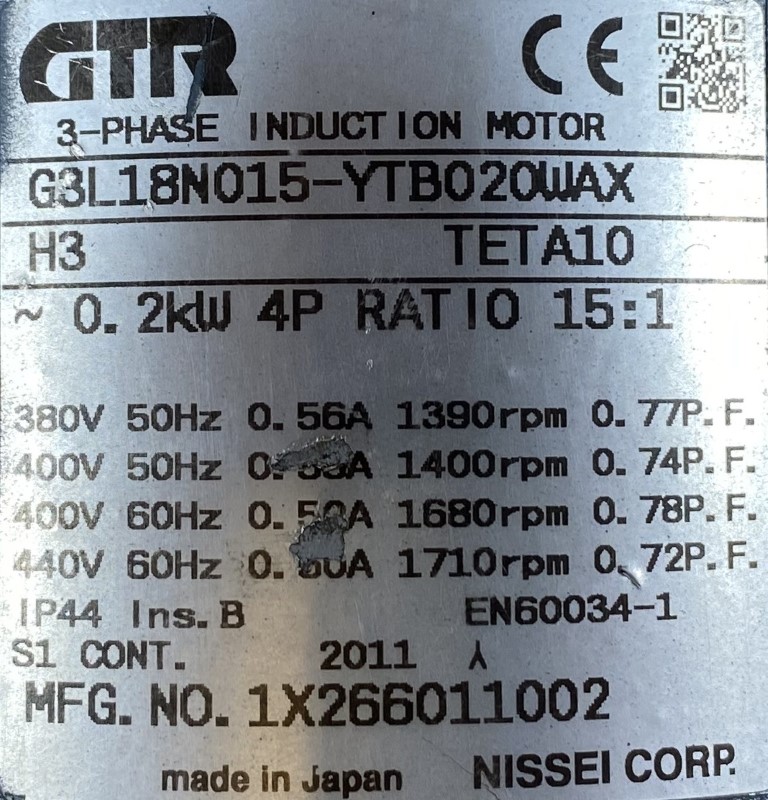 GTR CE
3-PHASE INDUCTION MOTOR
G3L18N015-YTB020WAX
H3 TETA10
~ 0.2kW 4P RATIO 15:1
380V 50Hz 0.56A 1390rpm 0.77P.F.
400V 50Hz 1400rpm 0.74P.F.
400V 60Hz 1680rpm 0.78P.F.
440V 60Hz 1710rpm 0.72P.F.
IP44 Ins.B EN60034-1
S1 CONT. 2011 ⅄
MFG.NO.1X266011002
made in Japan NISSEI CORP.